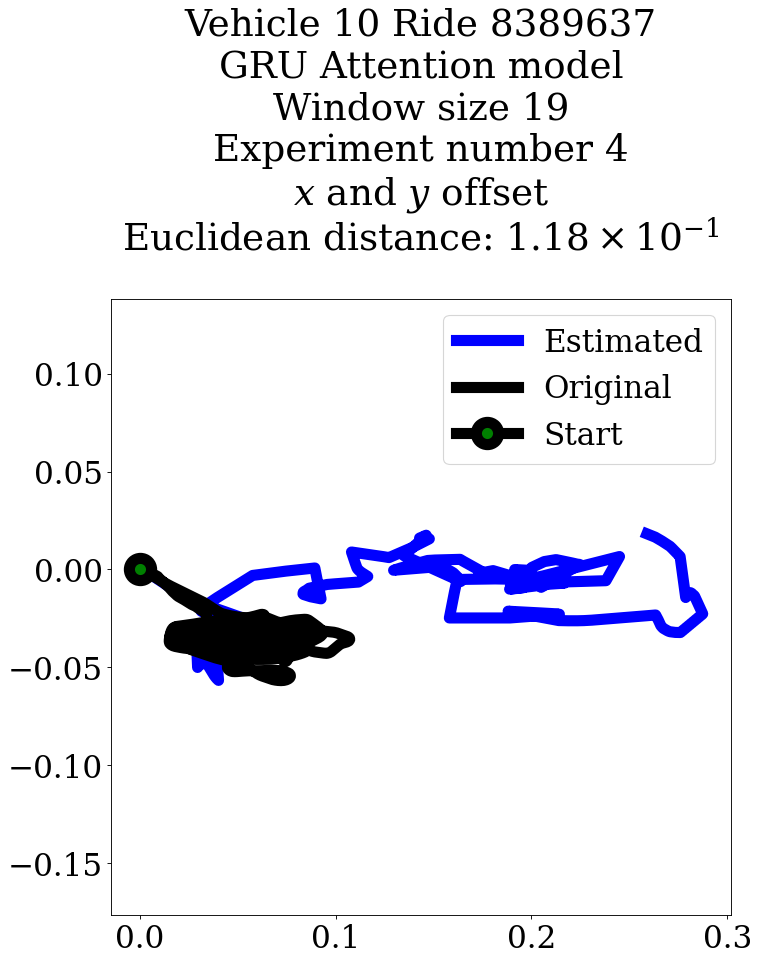 Vehicle 10 Ride 8389637
GRU Attention model
Window size 19
Experiment number 4
x and y offset
Euclidean distance: 1.18 × 10⁻¹
Estimated
Original
Start
0.10
0.05
0.00
−0.05
−0.10
−0.15
0.0 0.1 0.2 0.3